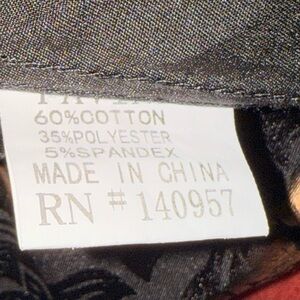 60%COTTON
35%POLYESTER
5%SPANDEX
MADE IN CHINA
RN # 140957